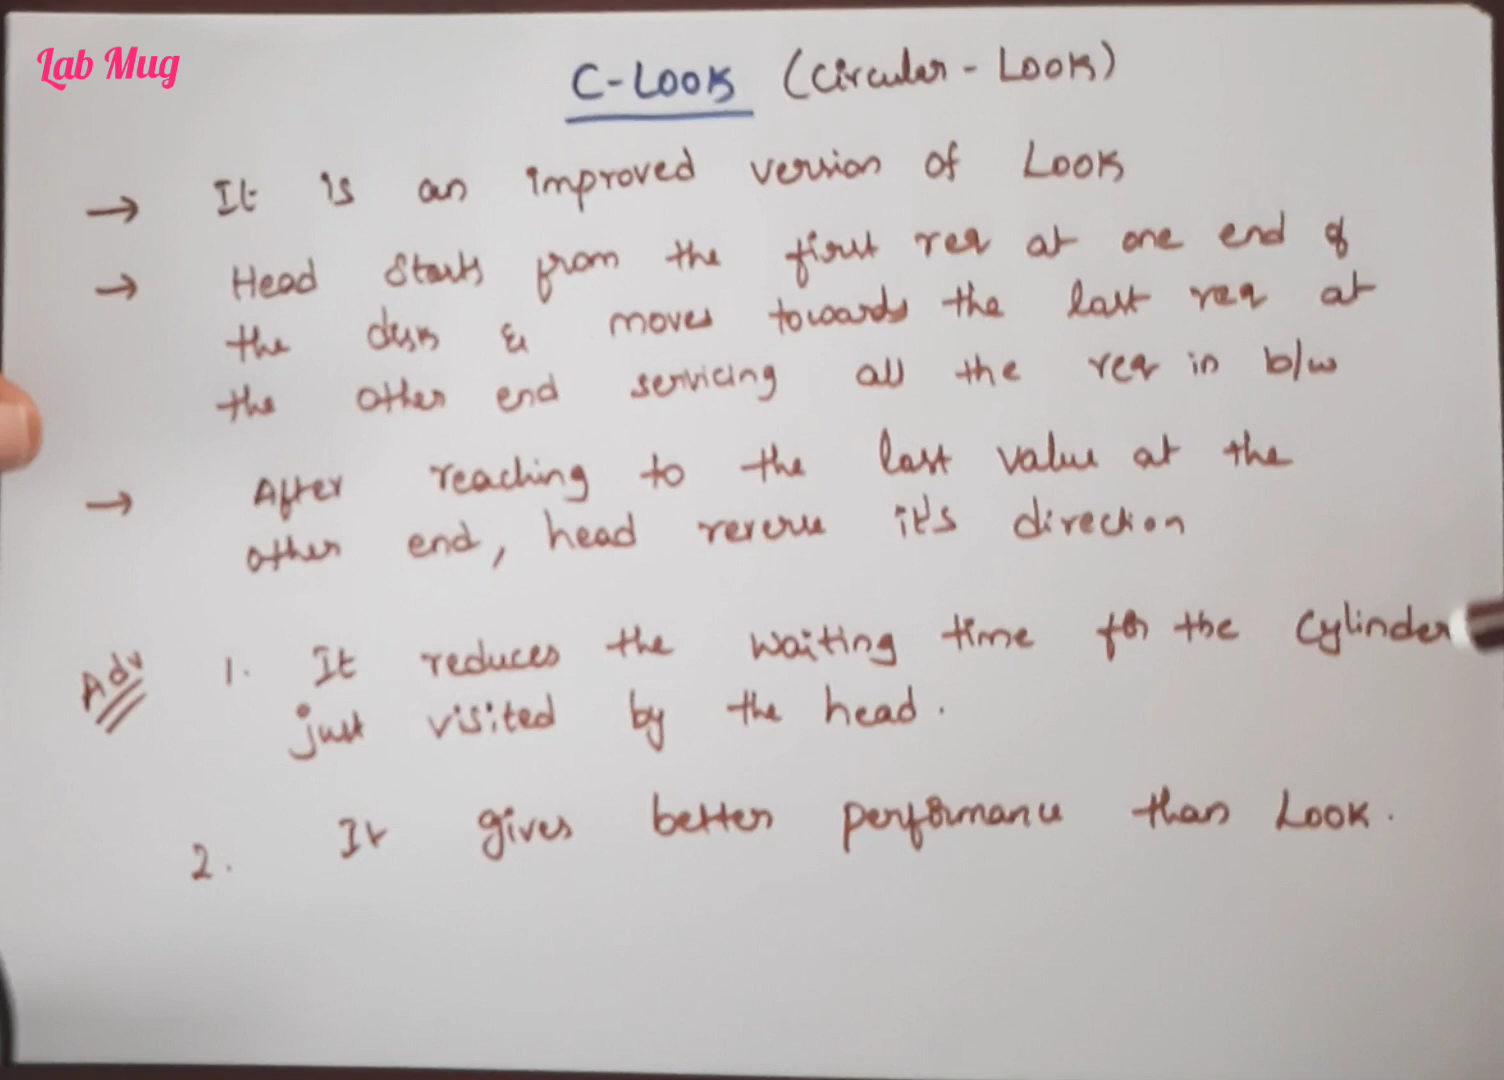 Lab Mug
C-LOOK (Circular - LOOK)
→ It is an improved version of LOOK
→ Head starts from the first req at one end of
the disk & moves towards the last req at
the other end servicing all the req in b/w
→ After reaching to the last value at the
other end, head reverse it's direction
Adv 1. It reduces the waiting time for the cylinder
just visited by the head.
2. It gives better performance than LOOK.